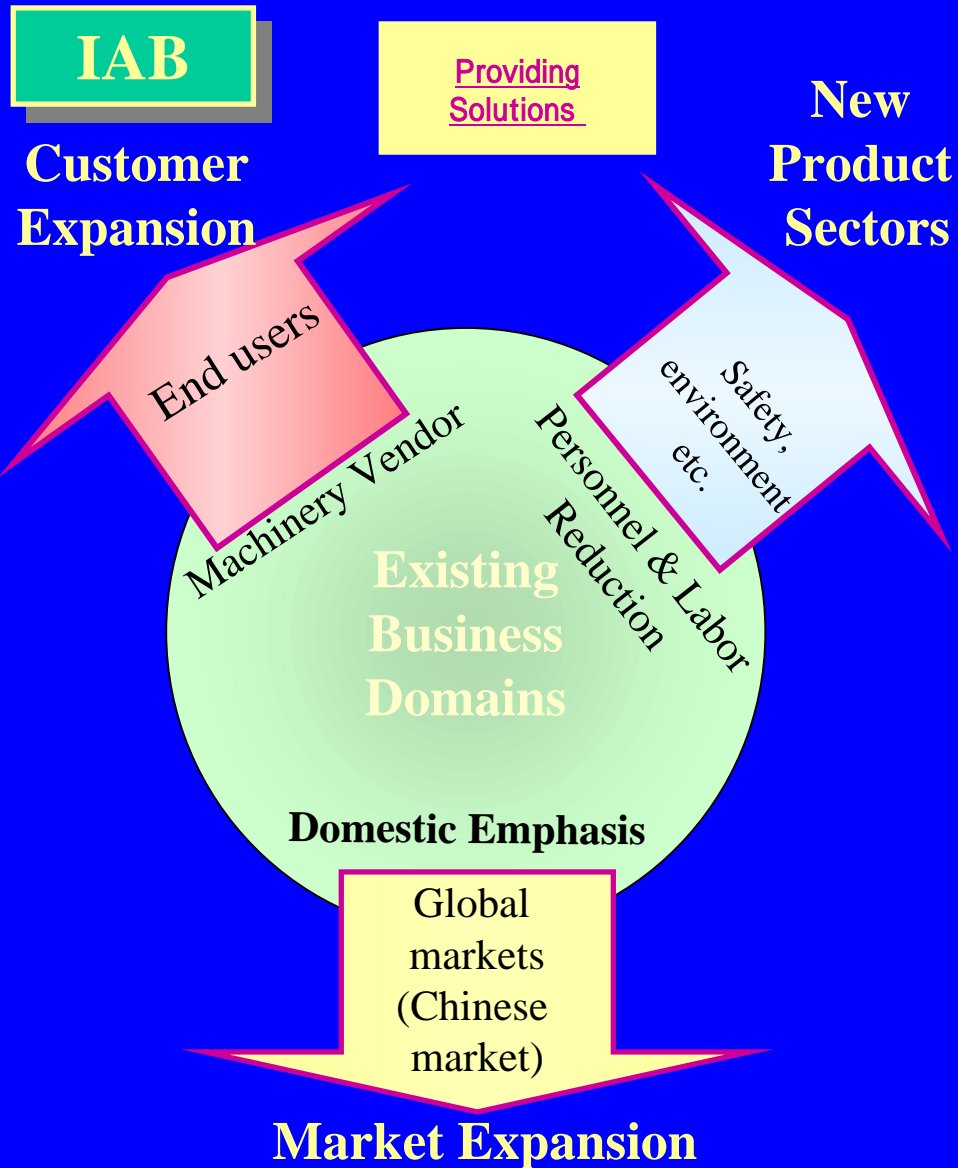 IAB
Providing
Solutions
New
Product
Sectors
Customer
Expansion
End users
Machinery Vendor
Safety,
environment
etc.
Personnel & Labor
Reduction
Existing
Business
Domains
Domestic Emphasis
Global
markets
(Chinese
market)
Market Expansion